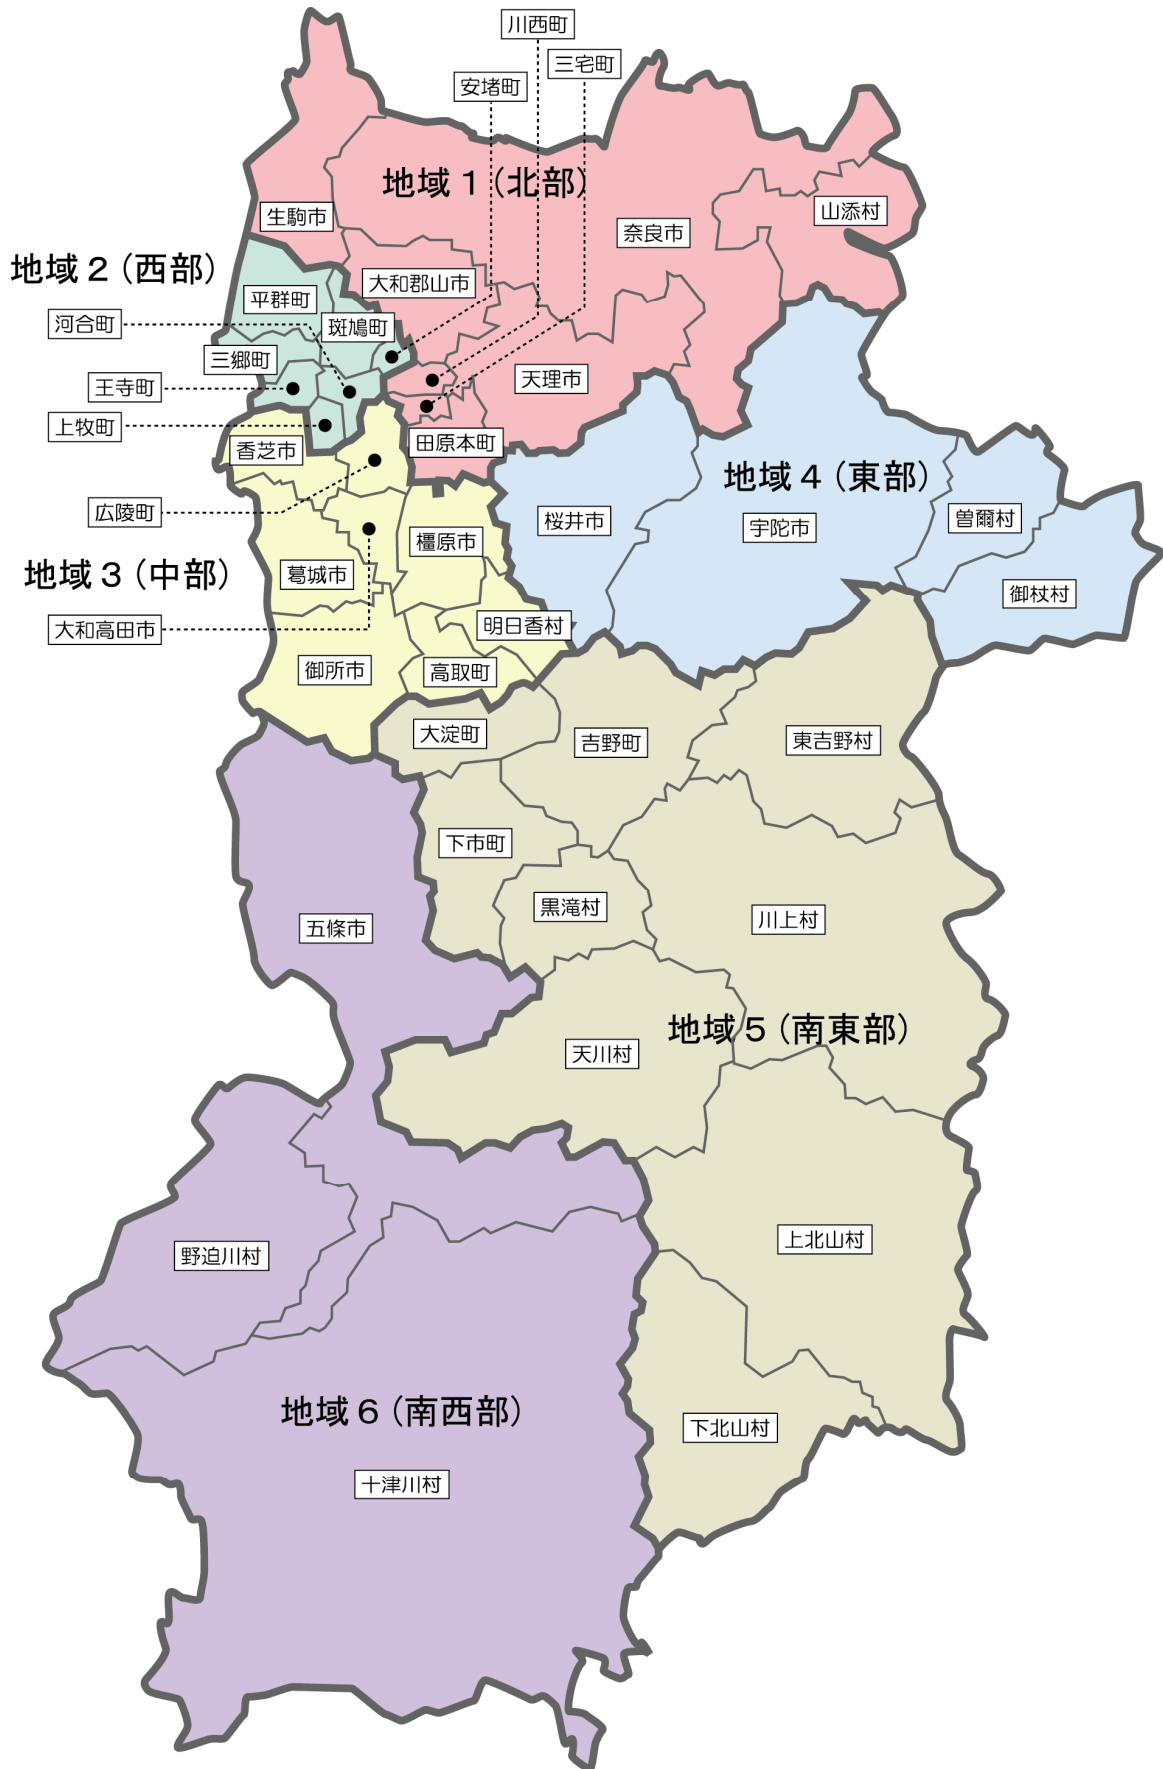 川西町
三宅町
安堵町
地域1(北部)
生駒市
奈良市
山添村
地域2(西部)
平群町
大和郡山市
河合町
斑鳩町
三郷町
王寺町
天理市
上牧町
香芝市
田原本町
地域4(東部)
広陵町
桜井市
宇陀市
曽爾村
橿原市
地域3(中部)
葛城市
御杖村
大和高田市
明日香村
御所市
高取町
大淀町
吉野町
東吉野村
下市町
黒滝村
川上村
五條市
地域5(南東部)
天川村
上北山村
野迫川村
地域6(南西部)
下北山村
十津川村